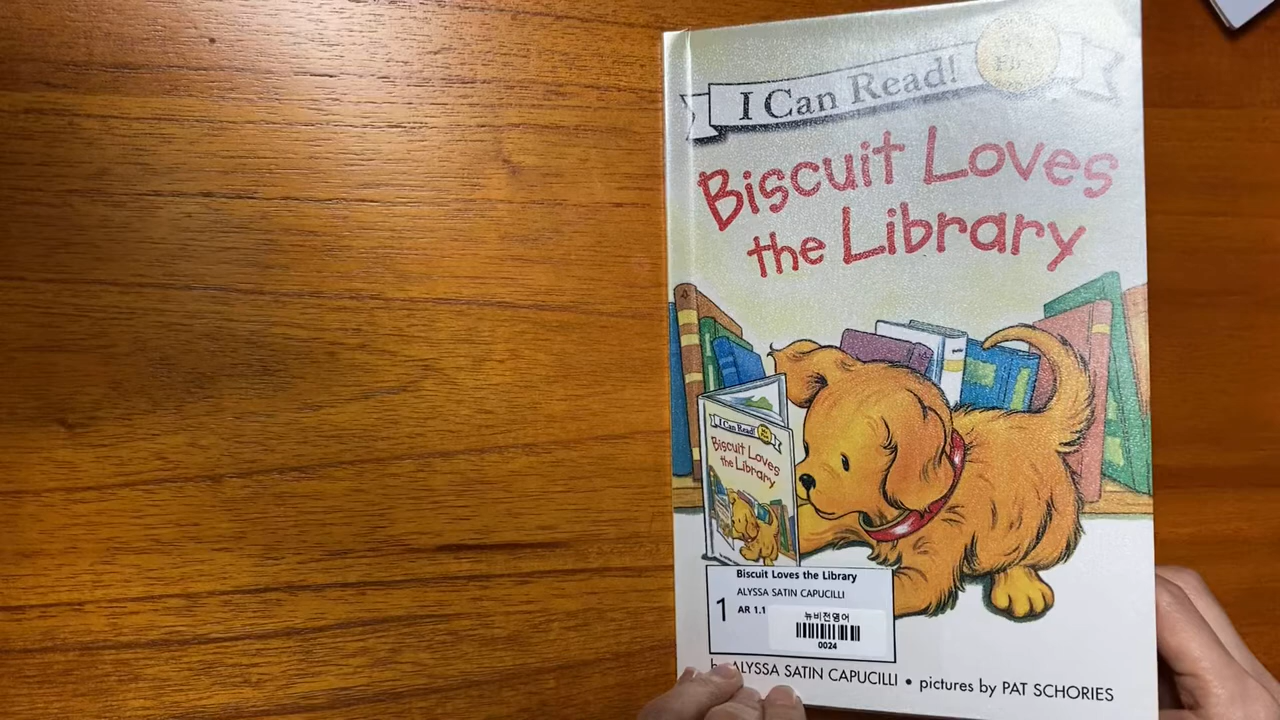 I Can Read!
Biscuit Loves
the Library
I Can Read!
Biscuit Loves
the Library
Biscuit Loves the Library
ALYSSA SATIN CAPUCILLI
1
AR 1.1
뉴비전영어
0024
by ALYSSA SATIN CAPUCILLI • pictures by PAT SCHORIES